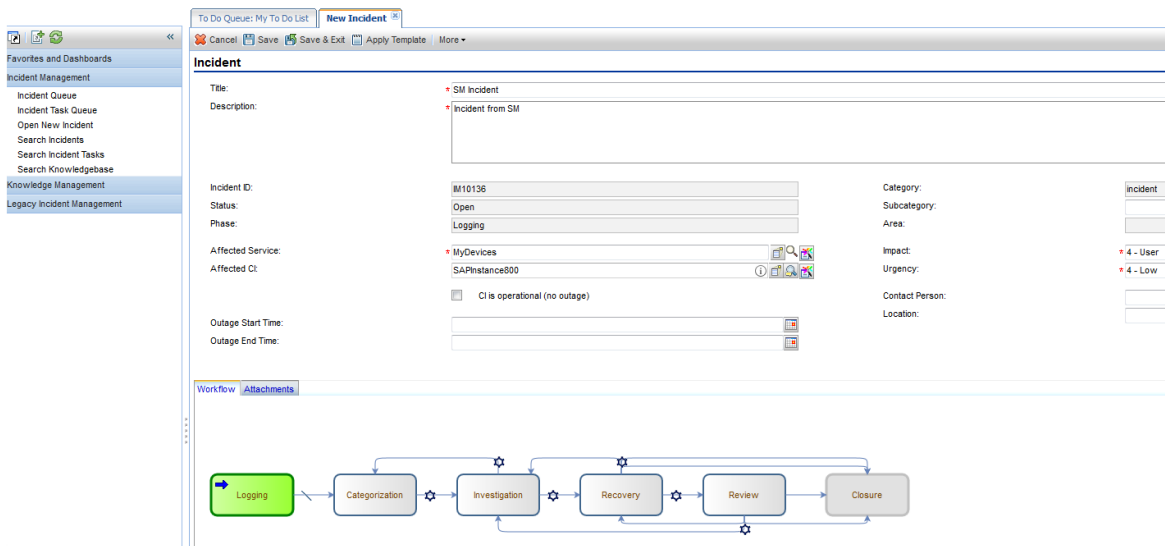 To Do Queue: My To Do List New Incident
Cancel Save Save & Exit Apply Template More
Favorites and Dashboards
Incident Management
Incident Queue
Incident Task Queue
Open New Incident
Search Incidents
Search Incident Tasks
Search Knowledgebase
Knowledge Management
Legacy Incident Management
Incident
Title: * SM Incident
Description: * Incident from SM
Incident ID: IM10136 Category: incident
Status: Open Subcategory:
Phase: Logging Area:
Affected Service: * MyDevices Impact: * 4 - User
Affected CI: SAPInstance800 Urgency: * 4 - Low
CI is operational (no outage) Contact Person:
Location:
Outage Start Time:
Outage End Time:
Workflow Attachments
Logging Categorization Investigation Recovery Review Closure